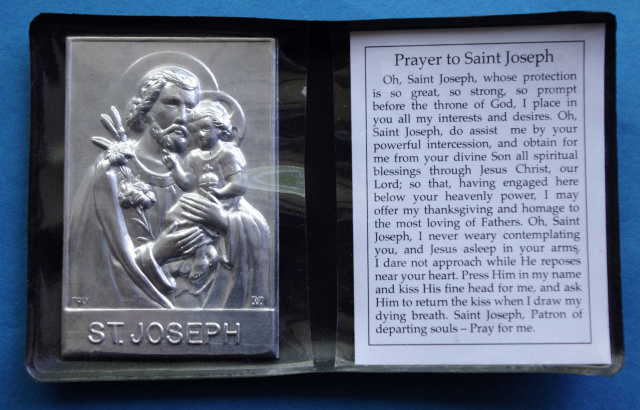 ITALY
ST. JOSEPH
Prayer to Saint Joseph
Oh, Saint Joseph, whose protection
is so great, so strong, so prompt
before the throne of God, I place in
you all my interests and desires. Oh,
Saint Joseph, do assist me by your
powerful intercession, and obtain for
me from your divine Son all spiritual
blessings through Jesus Christ, our
Lord; so that, having engaged here
below your heavenly power, I may
offer my thanksgiving and homage to
the most loving of Fathers. Oh, Saint
Joseph, I never weary contemplating
you, and Jesus asleep in your arms,
I dare not approach while He reposes
near your heart. Press Him in my name
and kiss His fine head for me, and ask
Him to return the kiss when I draw my
dying breath. Saint Joseph, Patron of
departing souls – Pray for me.